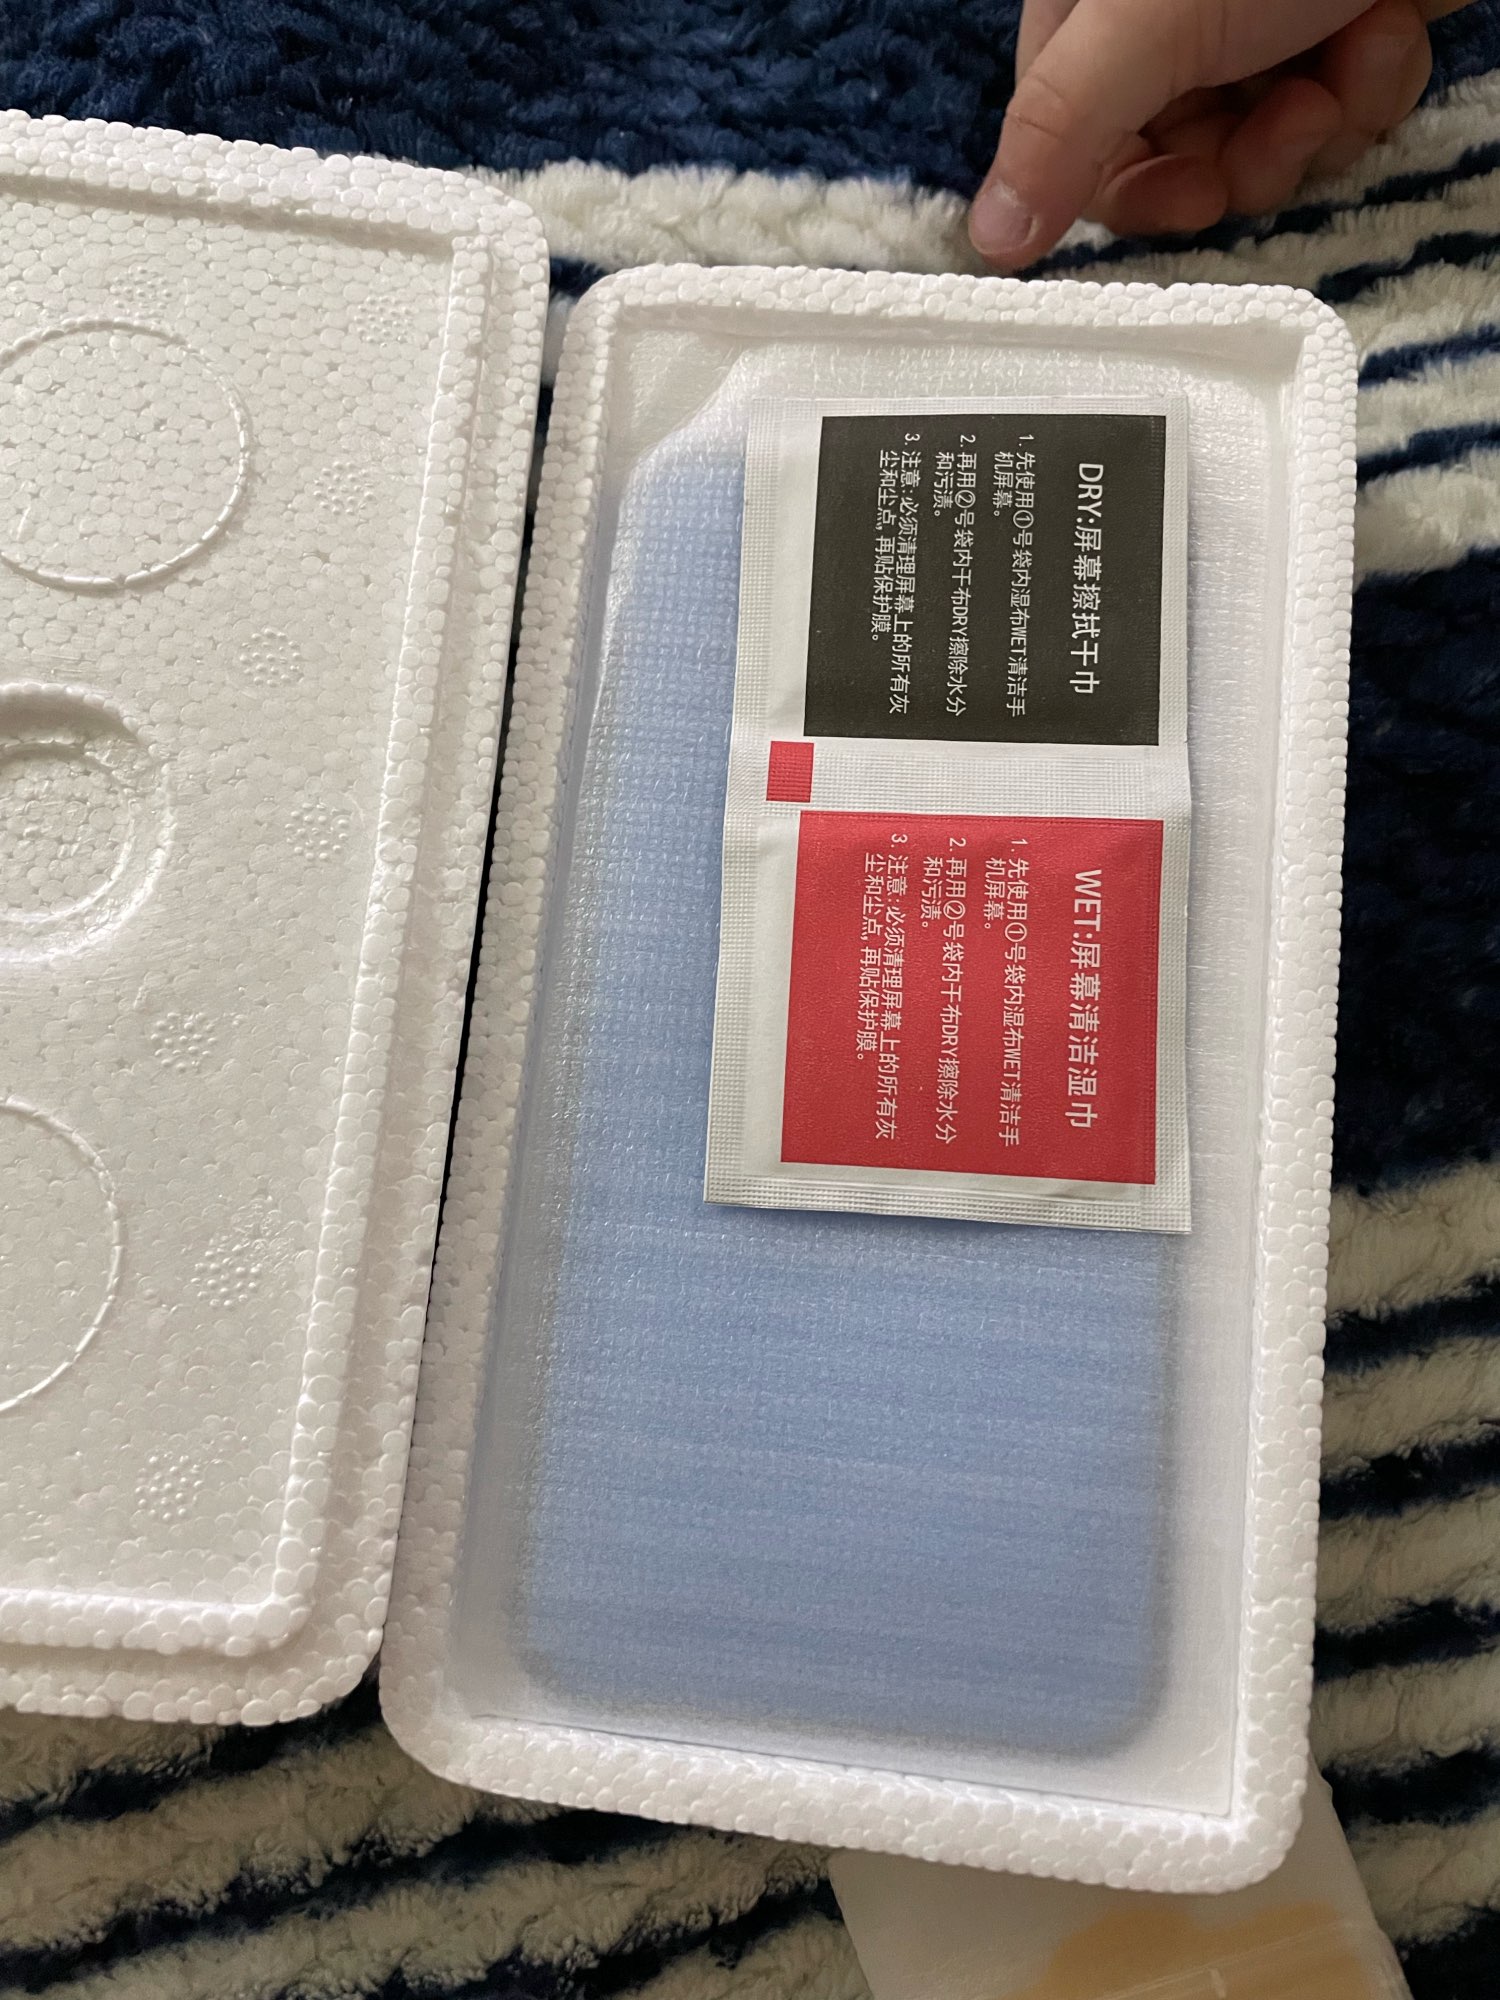 DRY:屏幕擦拭干巾
1. 先使用①号袋内湿布WET清洁手
机屏幕。
2. 再用②号袋内干布DRY擦除水分
和污渍。
3. 注意:必须清理屏幕上的所有灰
尘和尘点,再贴保护膜。
WET:屏幕清洁湿巾
1. 先使用①号袋内湿布WET清洁手
机屏幕。
2. 再用②号袋内干布DRY擦除水分
和污渍。
3. 注意:必须清理屏幕上的所有灰
尘和尘点,再贴保护膜。